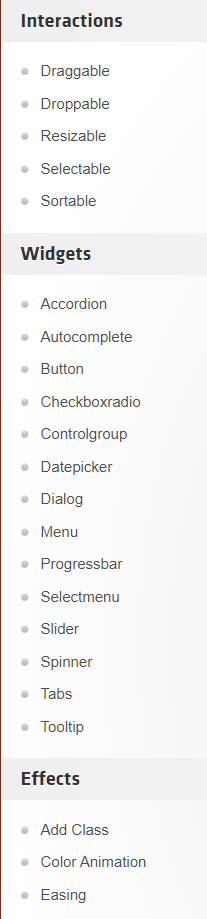 Interactions
Draggable
Droppable
Resizable
Selectable
Sortable
Widgets
Accordion
Autocomplete
Button
Checkboxradio
Controlgroup
Datepicker
Dialog
Menu
Progressbar
Selectmenu
Slider
Spinner
Tabs
Tooltip
Effects
Add Class
Color Animation
Easing